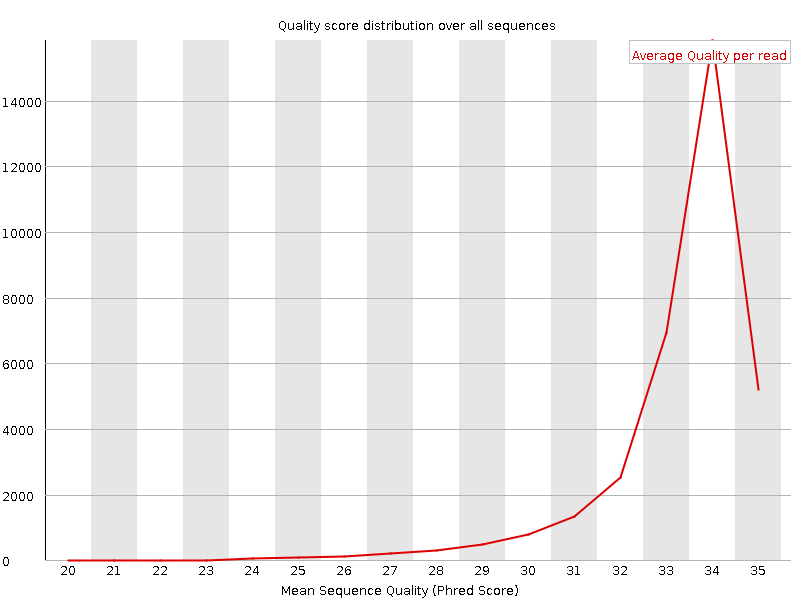 Quality score distribution over all sequences
Average Quality per read
14000
12000
10000
8000
6000
4000
2000
0
20 21 22 23 24 25 26 27 28 29 30 31 32 33 34 35
Mean Sequence Quality (Phred Score)